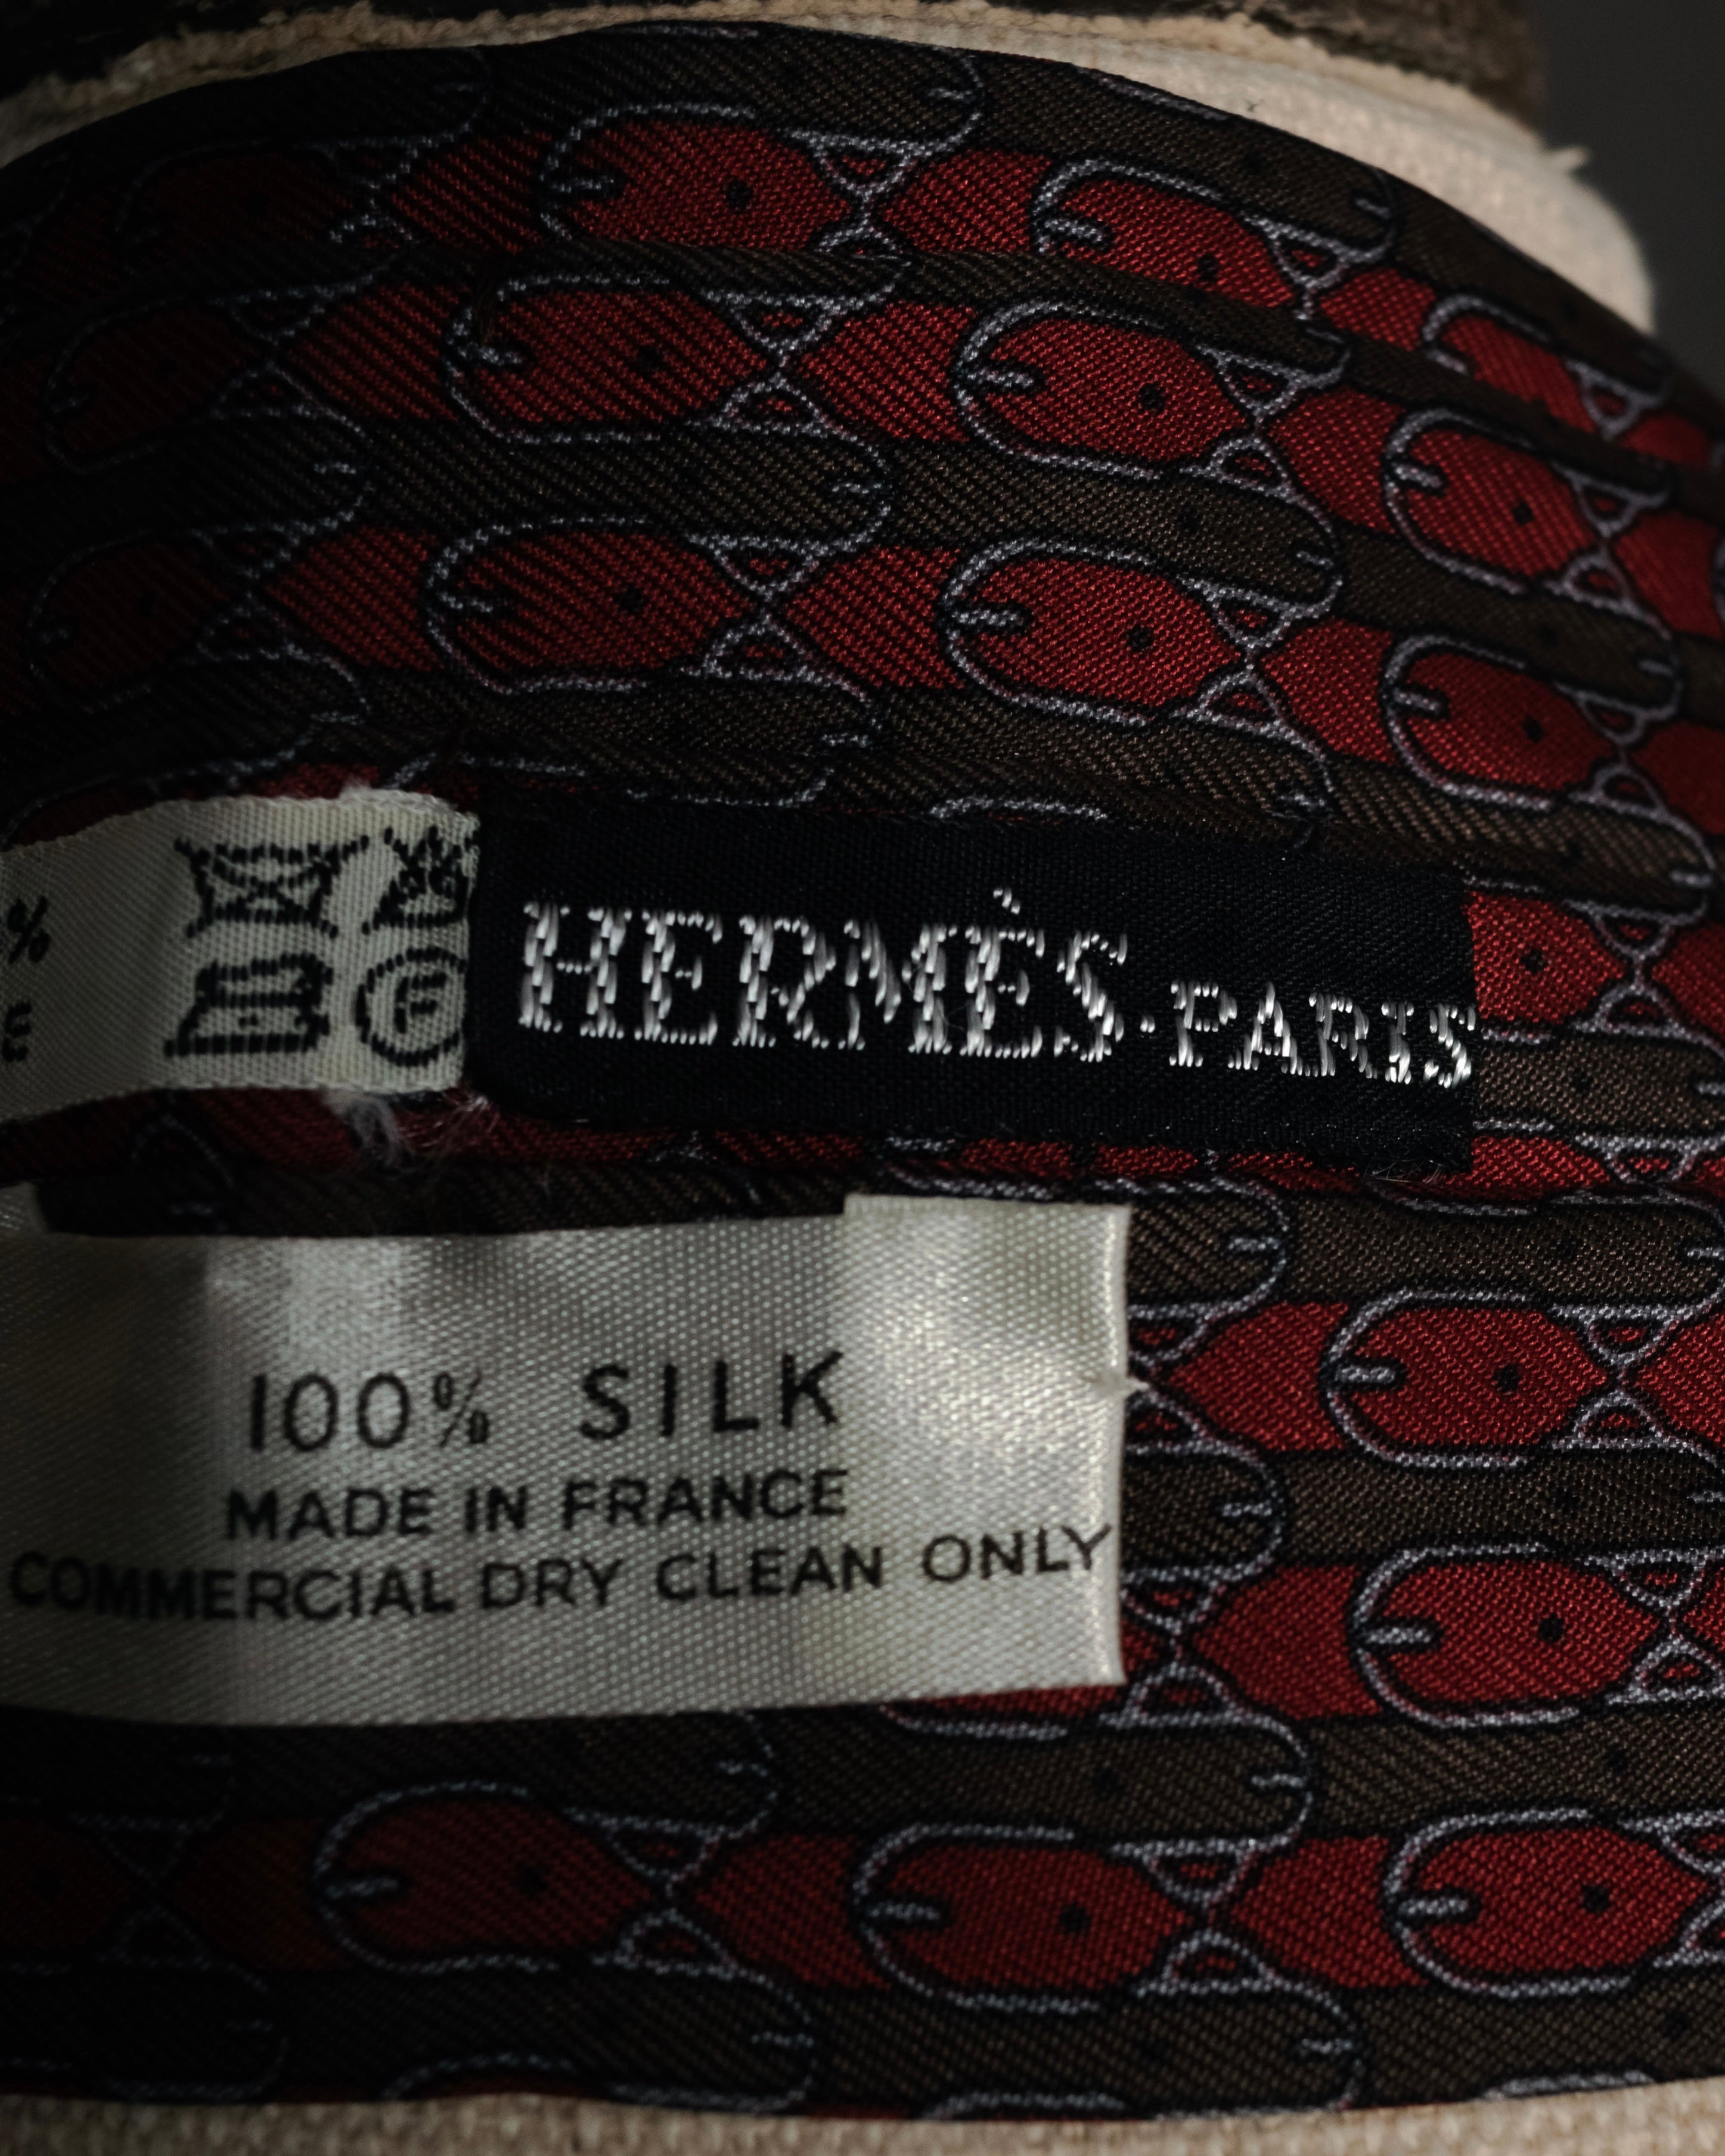 %
E
HERMÈS·PARIS
100% SILK
MADE IN FRANCE
COMMERCIAL DRY CLEAN ONLY